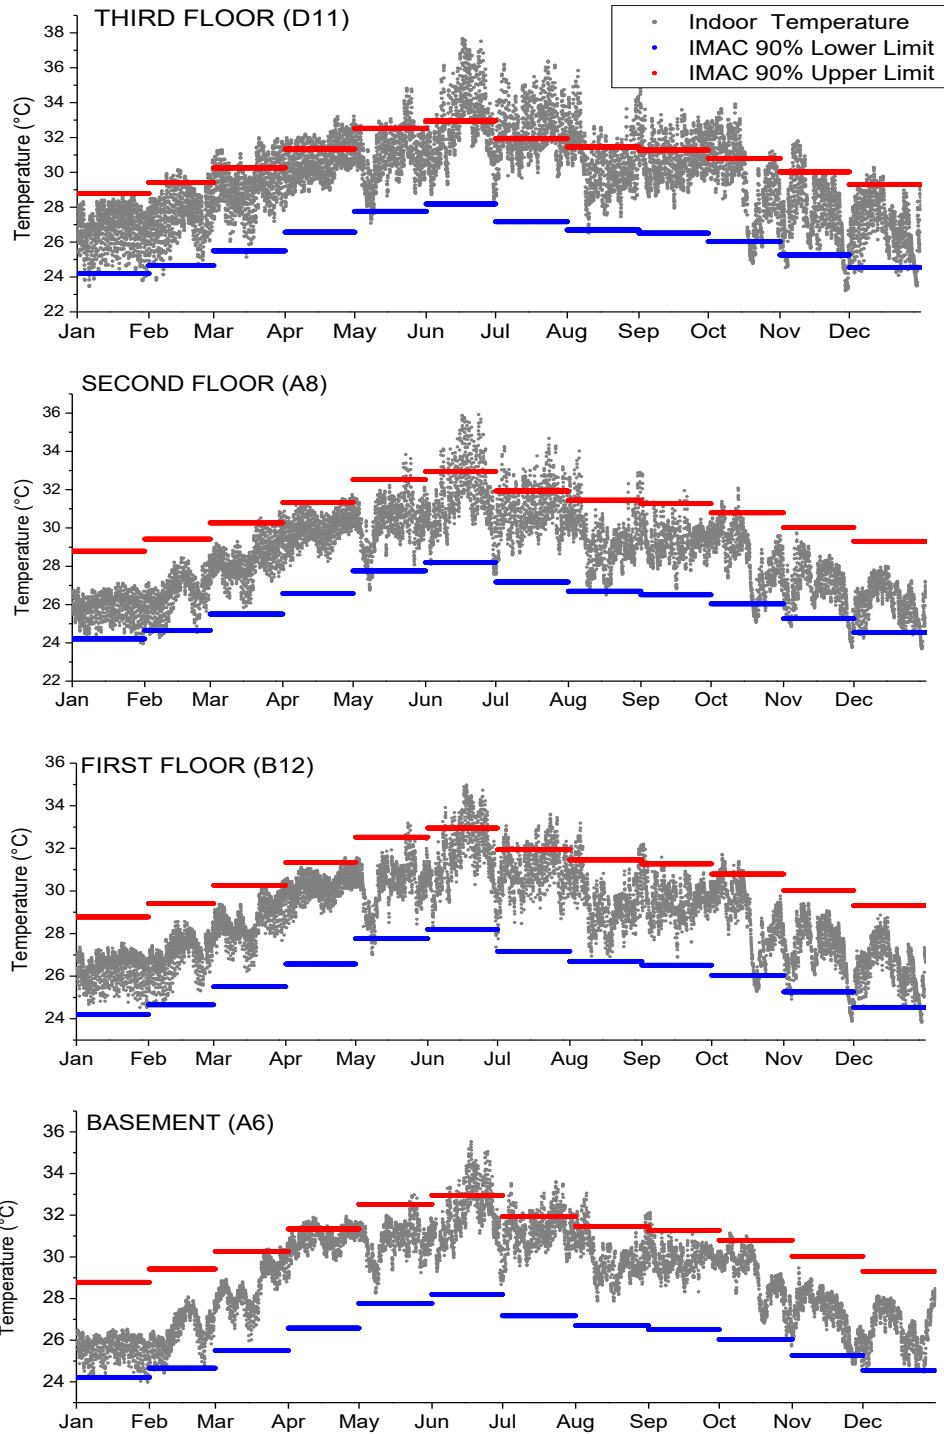 THIRD FLOOR (D11)
Indoor Temperature
IMAC 90% Lower Limit
IMAC 90% Upper Limit
Temperature (°C)
38
36
34
32
30
28
26
24
22
Jan Feb Mar Apr May Jun Jul Aug Sep Oct Nov Dec
SECOND FLOOR (A8)
Temperature (°C)
36
34
32
30
28
26
24
22
Jan Feb Mar Apr May Jun Jul Aug Sep Oct Nov Dec
FIRST FLOOR (B12)
Temperature (°C)
36
34
32
30
28
26
24
Jan Feb Mar Apr May Jun Jul Aug Sep Oct Nov Dec
BASEMENT (A6)
Temperature (°C)
36
34
32
30
28
26
24
Jan Feb Mar Apr May Jun Jul Aug Sep Oct Nov Dec